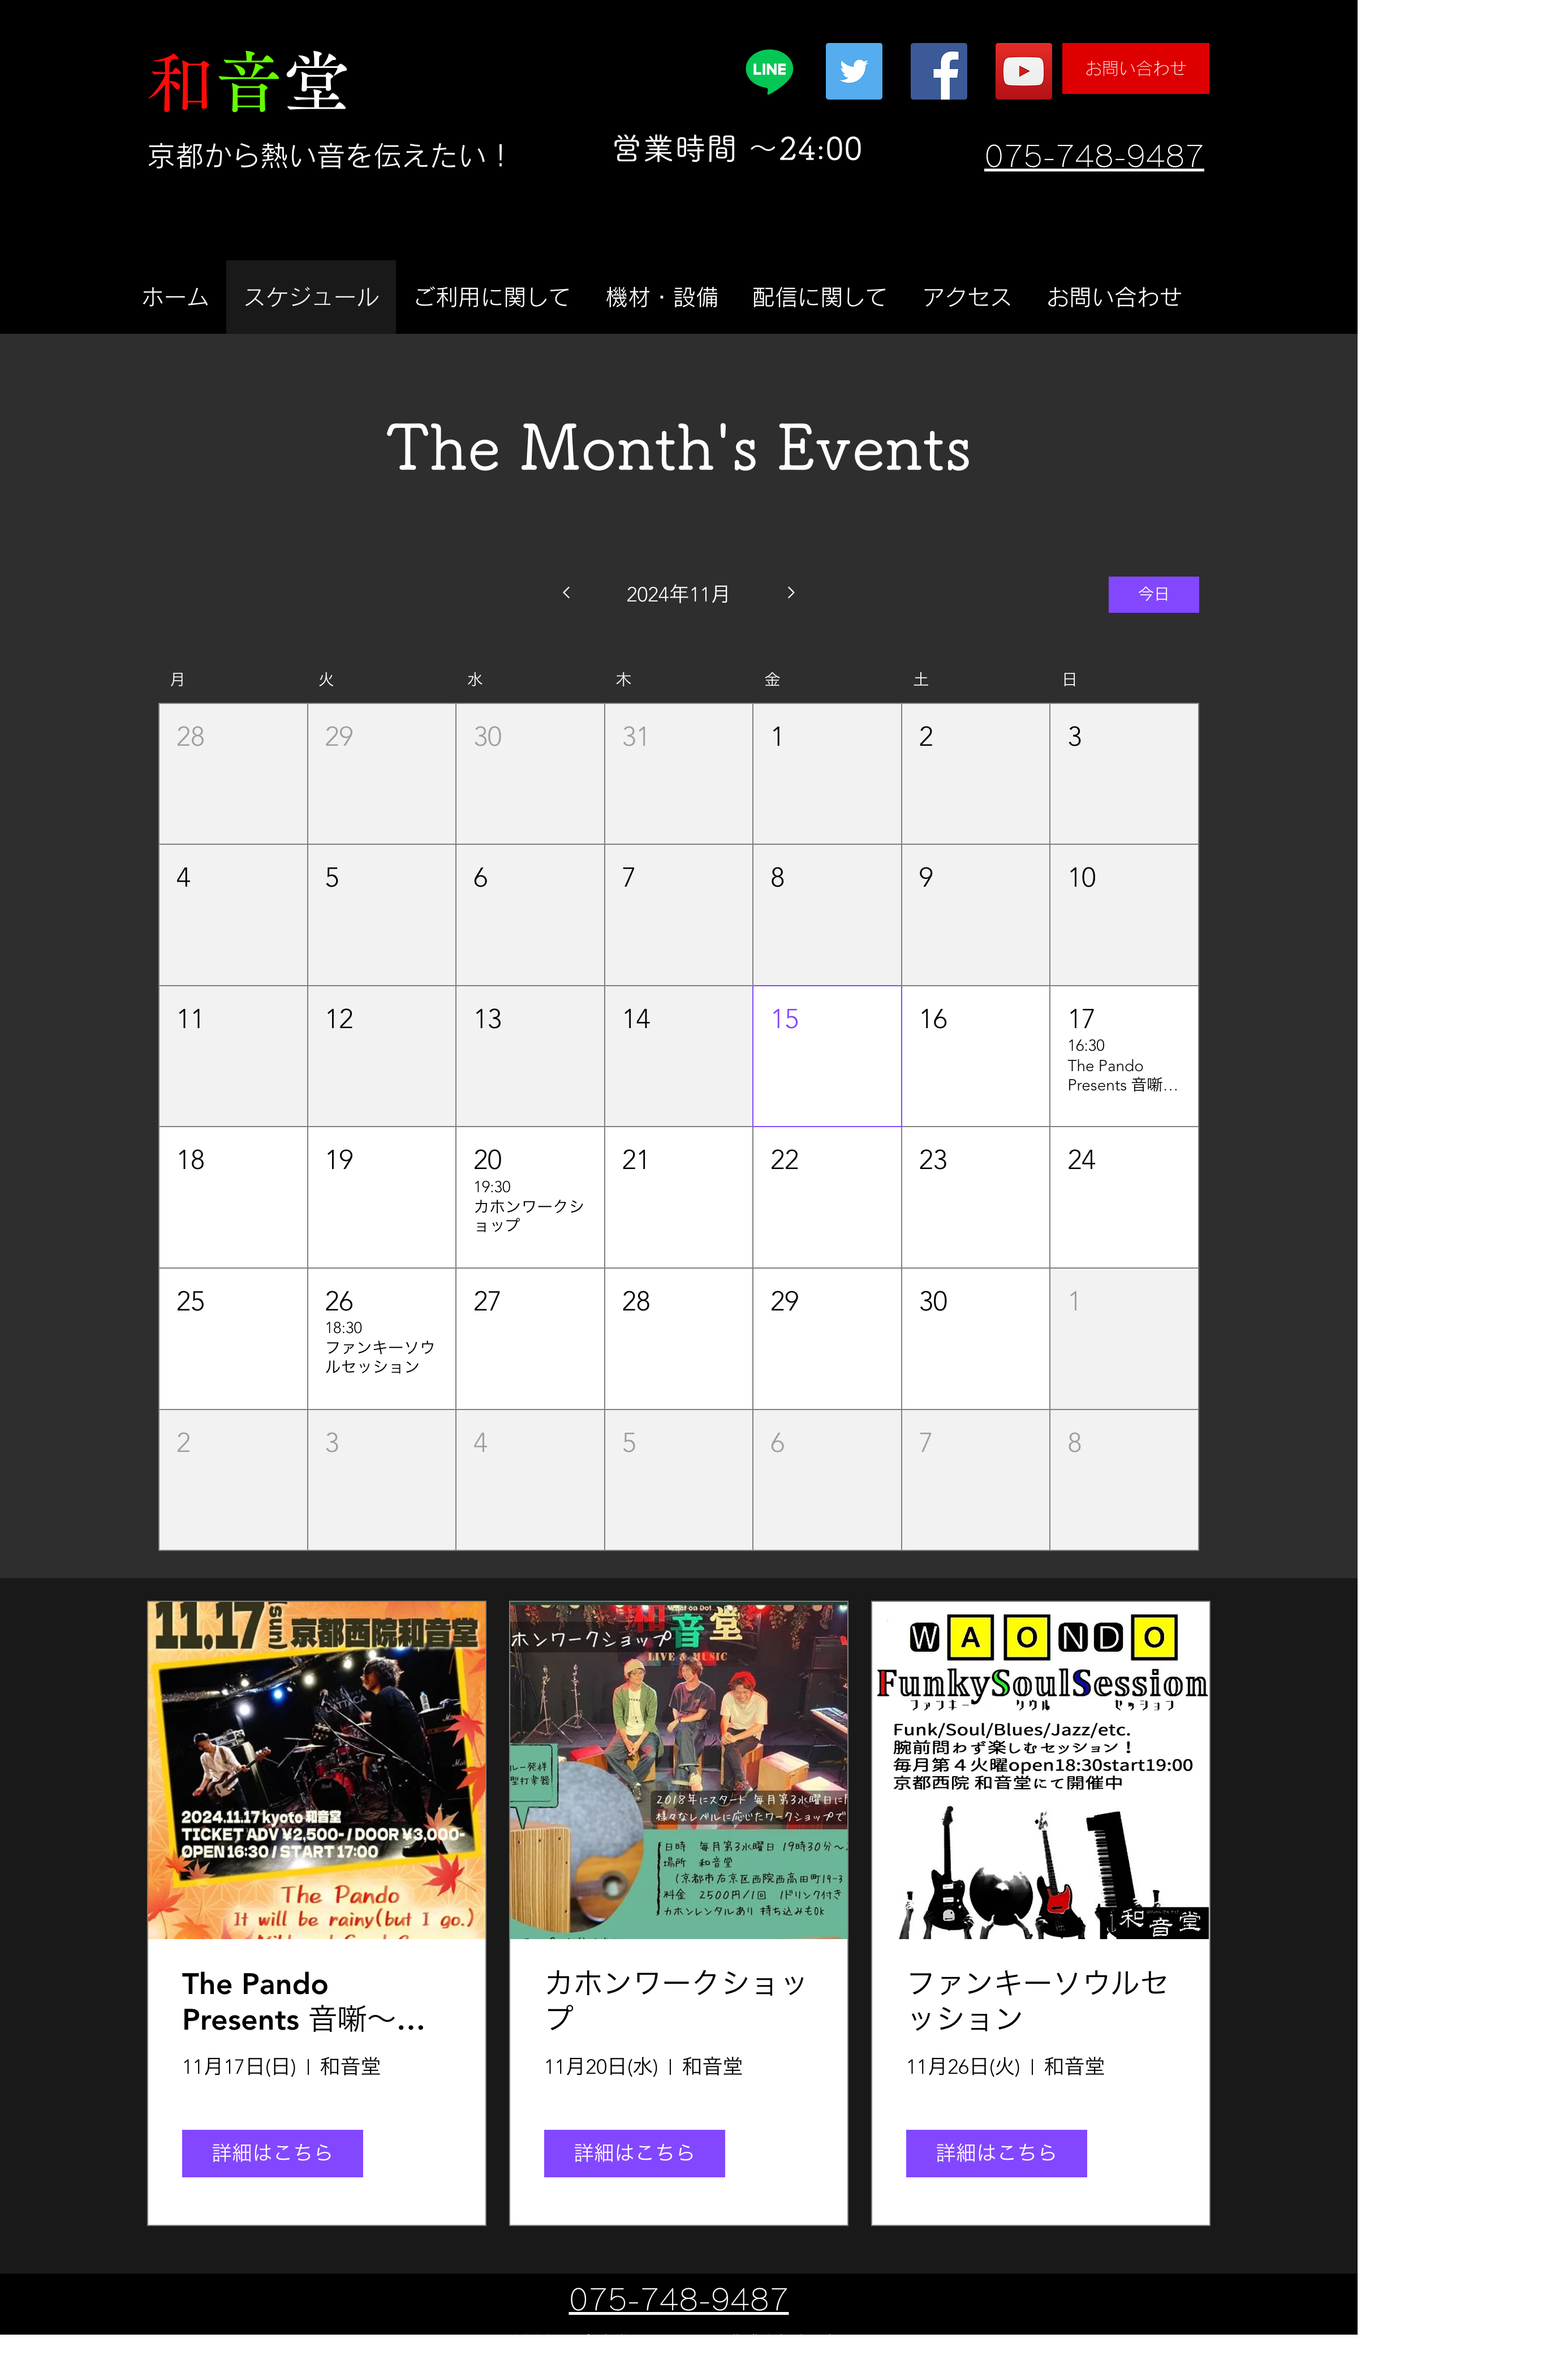 和音堂
LINE
お問い合わせ
京都から熱い音を伝えたい！
営業時間 〜24:00
075-748-9487
ホーム
スケジュール
ご利用に関して
機材・設備
配信に関して
アクセス
お問い合わせ
The Month's Events
2024年11月
今日
月 火 水 木 金 土 日
28 29 30 31 1 2 3
4 5 6 7 8 9 10
11 12 13 14 15 16 17
16:30
The Pando
Presents 音噺…
18 19 20 21 22 23 24
19:30
カホンワークシ
ョップ
25 26 27 28 29 30 1
18:30
ファンキーソウ
ルセッション
2 3 4 5 6 7 8
11.17(SUN)京都西院和音堂
2024.11.17 kyoto 和音堂
TICKET ADV ¥2,500- / DOOR ¥3,000-
OPEN 16:30 / START 17:00
The Pando
It will be rainy(but I go.)
The Pando
Presents 音噺〜…
11月17日(日) | 和音堂
詳細はこちら
和音堂
ホンワークショップ
LIVE & MUSIC
ルー発祥
型打楽器
2018年にスタート 毎月第3水曜日に
様々なレベルに応じたワークショップで
日時 毎月第3水曜日 19時30分〜
場所 和音堂
(京都市右京区西院西高田町19-3
料金 2500円/1回 1ドリンク付き
カホンレンタルあり 持ち込みもOK
カホンワークショッ
プ
11月20日(水) | 和音堂
詳細はこちら
WAONDO
FunkySoulSession
ファンキー ソウル セッション
Funk/Soul/Blues/Jazz/etc.
腕前問わず楽しむセッション！
毎月第４火曜open18:30start19:00
京都西院 和音堂にて開催中
和音堂
ファンキーソウルセ
ッション
11月26日(火) | 和音堂
詳細はこちら
075-748-9487